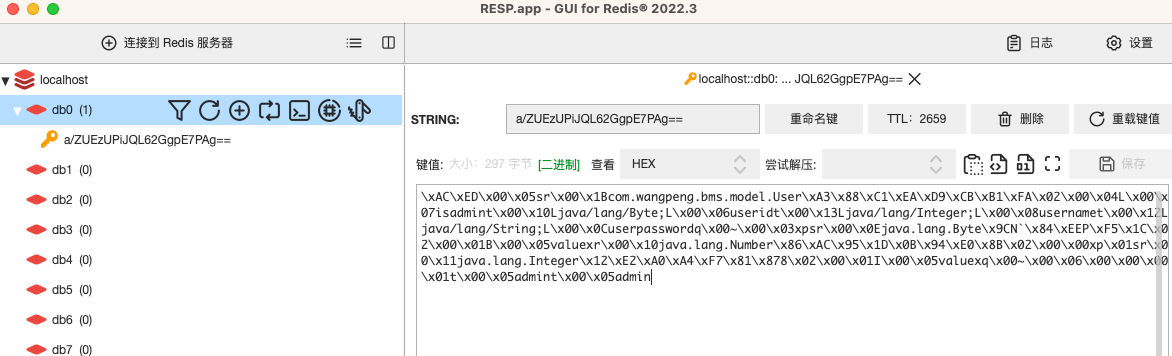 RESP.app - GUI for Redis® 2022.3
连接到 Redis 服务器
日志
设置
localhost
db0 (1)
a/ZUEzUPiJQL62GgpE7PAg==
db1 (0)
db2 (0)
db3 (0)
db4 (0)
db5 (0)
db6 (0)
db7 (0)
localhost::db0: ... JQL62GgpE7PAg==
STRING:
a/ZUEzUPiJQL62GgpE7PAg==
重命名键
TTL: 2659
删除
重载键值
键值: 大小: 297 字节 [二进制] 查看
HEX
尝试解压:
保存
\xAC\xED\x00\x05sr\x00\x1Bcom.wangpeng.bms.model.User\xA3\x88\xC1\xEA\xD9\xCB\xB1\xFA\x02\x00\x04L\x00\x
07isadmint\x00\x10Ljava/lang/Byte;L\x00\x06useridt\x00\x13Ljava/lang/Integer;L\x00\x08usernamet\x00\x12L
java/lang/String;L\x00\x0Cuserpasswordq\x00~\x00\x03xpsr\x00\x0Ejava.lang.Byte\x9CN`\x84\xEEP\xF5\x1C\x0
2\x00\x01B\x00\x05valuexr\x00\x10java.lang.Number\x86\xAC\x95\x1D\x0B\x94\xE0\x8B\x02\x00\x00xp\x01sr\x0
0\x11java.lang.Integer\x12\xE2\xA0\xA4\xF7\x81\x878\x02\x00\x01I\x00\x05valuexq\x00~\x00\x06\x00\x00\x00
\x01t\x00\x05admint\x00\x05admin